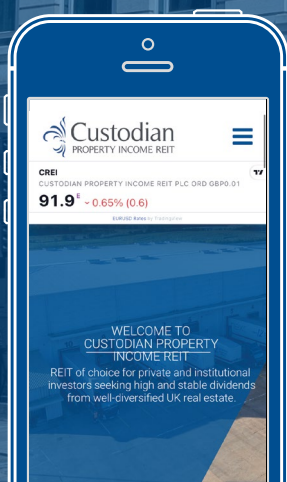 Custodian
PROPERTY INCOME REIT
CREI
CUSTODIAN PROPERTY INCOME REIT PLC ORD GBP0.01
91.9 E 0.65% (0.6)
EURUSD Rates by TradingView
WELCOME TO
CUSTODIAN PROPERTY
INCOME REIT
REIT of choice for private and institutional
investors seeking high and stable dividends
from well-diversified UK real estate.